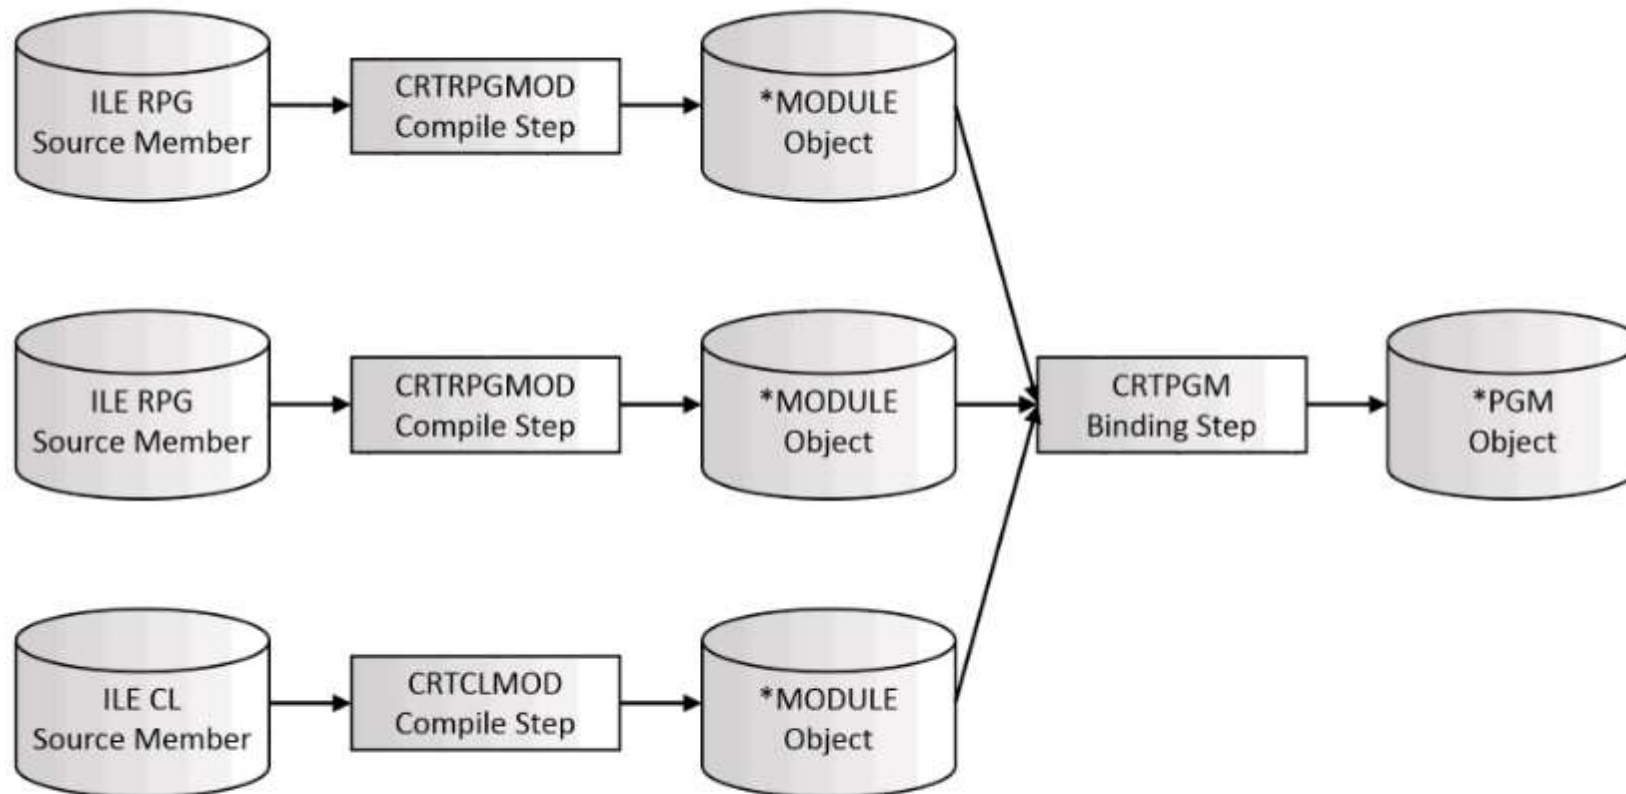 ILE RPG
Source Member
CRTRPGMOD
Compile Step
*MODULE
Object
ILE RPG
Source Member
CRTRPGMOD
Compile Step
*MODULE
Object
CRTPGM
Binding Step
*PGM
Object
ILE CL
Source Member
CRTCLMOD
Compile Step
*MODULE
Object